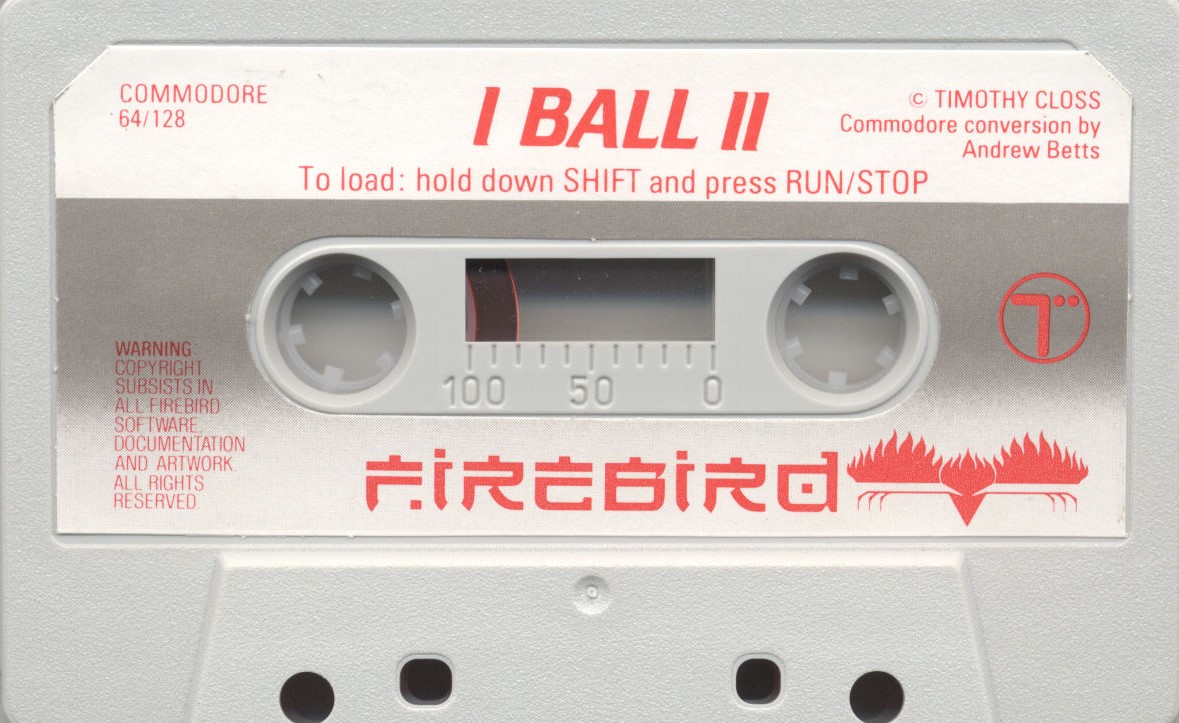 COMMODORE
64/128
I BALL II
© TIMOTHY CLOSS
Commodore conversion by
Andrew Betts
To load: hold down SHIFT and press RUN/STOP
100 50 0
WARNING
COPYRIGHT
SUBSISTS IN
ALL FIREBIRD
SOFTWARE,
DOCUMENTATION
AND ARTWORK.
ALL RIGHTS
RESERVED.
FIREBIRD